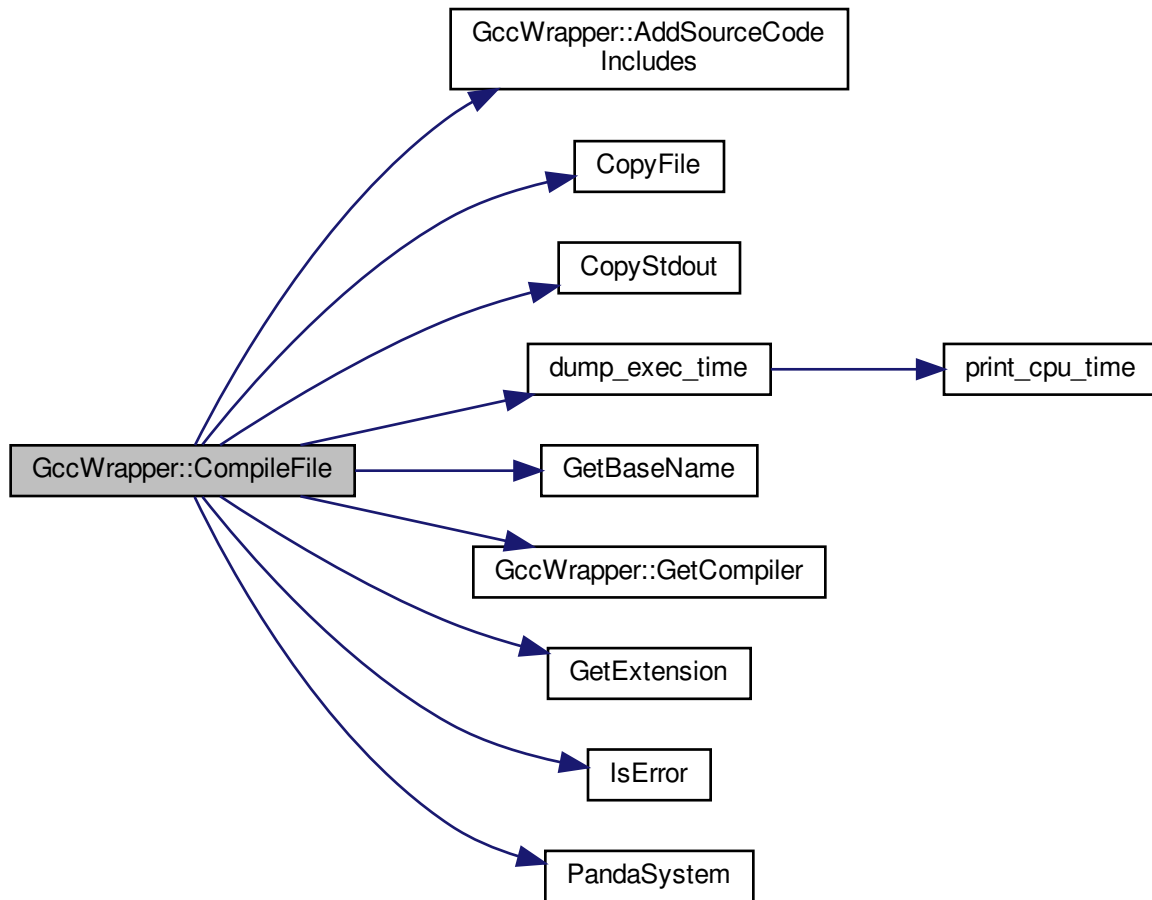 GccWrapper::AddSourceCode
Includes
CopyFile
CopyStdout
dump_exec_time
print_cpu_time
GccWrapper::CompileFile
GetBaseName
GccWrapper::GetCompiler
GetExtension
IsError
PandaSystem